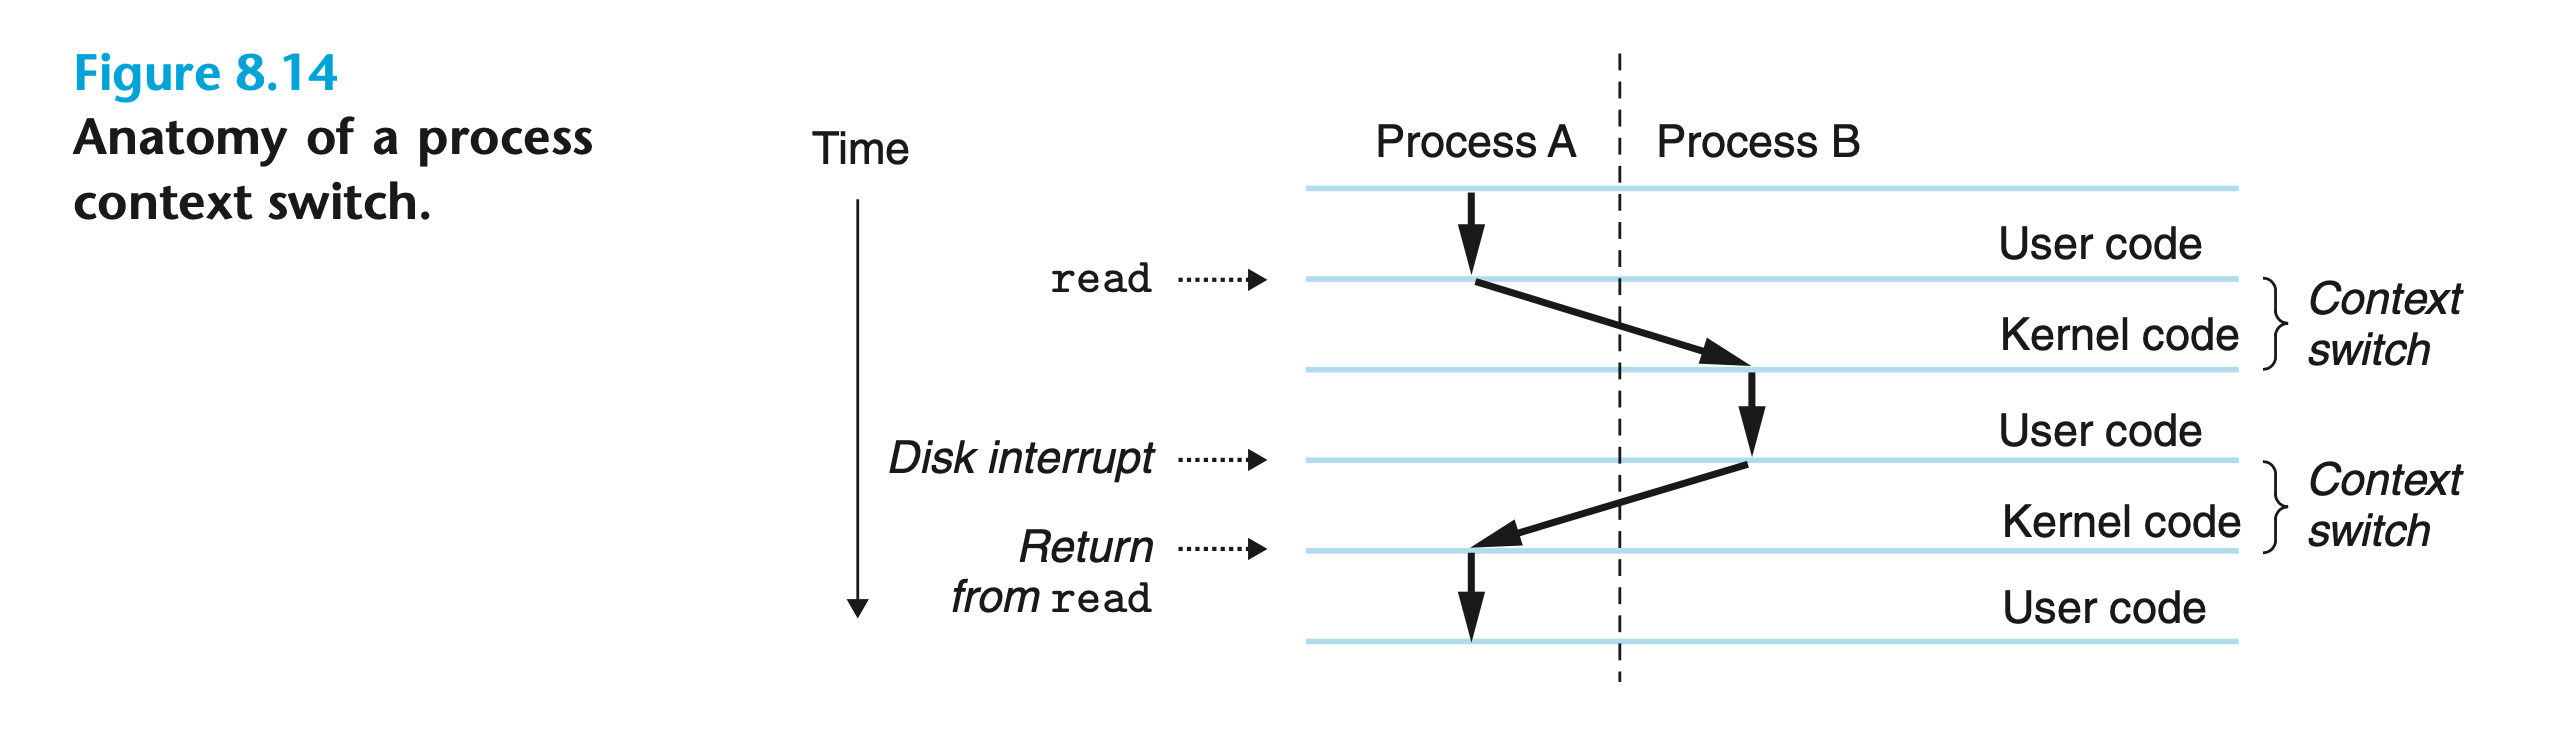 Figure 8.14
Anatomy of a process
context switch.
Time
Process A
Process B
User code
read
Kernel code
Context
switch
User code
Disk interrupt
Kernel code
Context
switch
Return
from read
User code